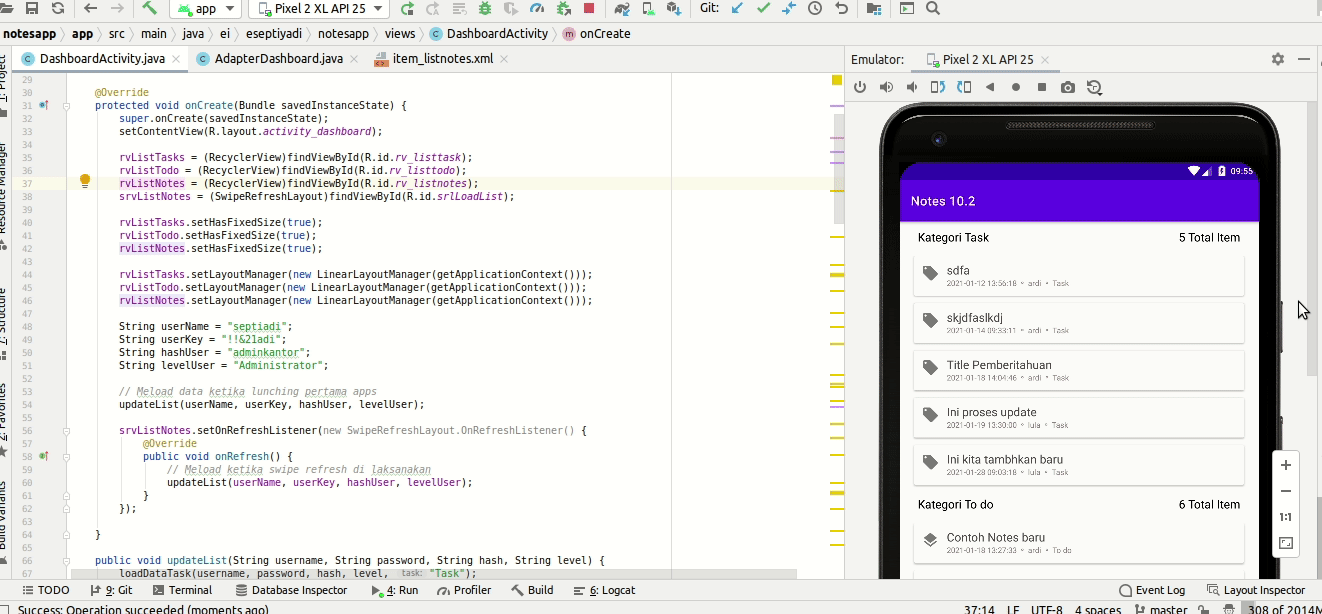 app
Pixel 2 XL API 25
Git:
notesapp
app
src
main
java
ei
eseptiyadi
notesapp
views
DashboardActivity
onCreate
DashboardActivity.java
AdapterDashboard.java
item_listnotes.xml
29
30 @Override
31 protected void onCreate(Bundle savedInstanceState) {
32 super.onCreate(savedInstanceState);
33 setContentView(R.layout.activity_dashboard);
34
35 rvListTasks = (RecyclerView)findViewById(R.id.rv_listtask);
36 rvListTodo = (RecyclerView)findViewById(R.id.rv_listtodo);
37 rvListNotes = (RecyclerView)findViewById(R.id.rv_listnotes);
38 srvListNotes = (SwipeRefreshLayout)findViewById(R.id.srlLoadList);
39
40 rvListTasks.setHasFixedSize(true);
41 rvListTodo.setHasFixedSize(true);
42 rvListNotes.setHasFixedSize(true);
43
44 rvListTasks.setLayoutManager(new LinearLayoutManager(getApplicationContext()));
45 rvListTodo.setLayoutManager(new LinearLayoutManager(getApplicationContext()));
46 rvListNotes.setLayoutManager(new LinearLayoutManager(getApplicationContext()));
47
48 String userName = "septiadi";
49 String userKey = "!!&21adi";
50 String hashUser = "adminkantor";
51 String levelUser = "Administrator";
52
53 // Meload data ketika lunching pertama apps
54 updateList(userName, userKey, hashUser, levelUser);
55
56 srvListNotes.setOnRefreshListener(new SwipeRefreshLayout.OnRefreshListener() {
57 @Override
58 public void onRefresh() {
59 // Meload ketika swipe refresh di laksanakan
60 updateList(userName, userKey, hashUser, levelUser);
61 }
62 });
63
64 }
65
66 public void updateList(String username, String password, String hash, String level) {
67 loadDataTask(username, password, hash, level, task: "Task");
1: Project
Resource Manager
7: Structure
2: Favorites
Build Variants
Emulator:
Pixel 2 XL API 25
09:55
Notes 10.2
Kategori Task
5 Total Item
sdfa
2021-01-12 13:56:18 • ardi • Task
skjdfaslkdj
2021-01-14 09:33:11 • ardi • Task
Title Pemberitahuan
2021-01-18 14:04:46 • ardi • Task
Ini proses update
2021-01-19 13:30:00 • lula • Task
Ini kita tambhkan baru
2021-01-28 09:03:18 • lula • Task
Kategori To do
6 Total Item
Contoh Notes baru
2021-01-18 13:27:33 • ardi • To do
1:1
TODO
9: Git
Terminal
Database Inspector
4: Run
Profiler
Build
6: Logcat
Event Log
Layout Inspector
Success: Operation succeeded (moments ago)
37:14
LF
UTF-8
4 spaces
master
308 of 2014M